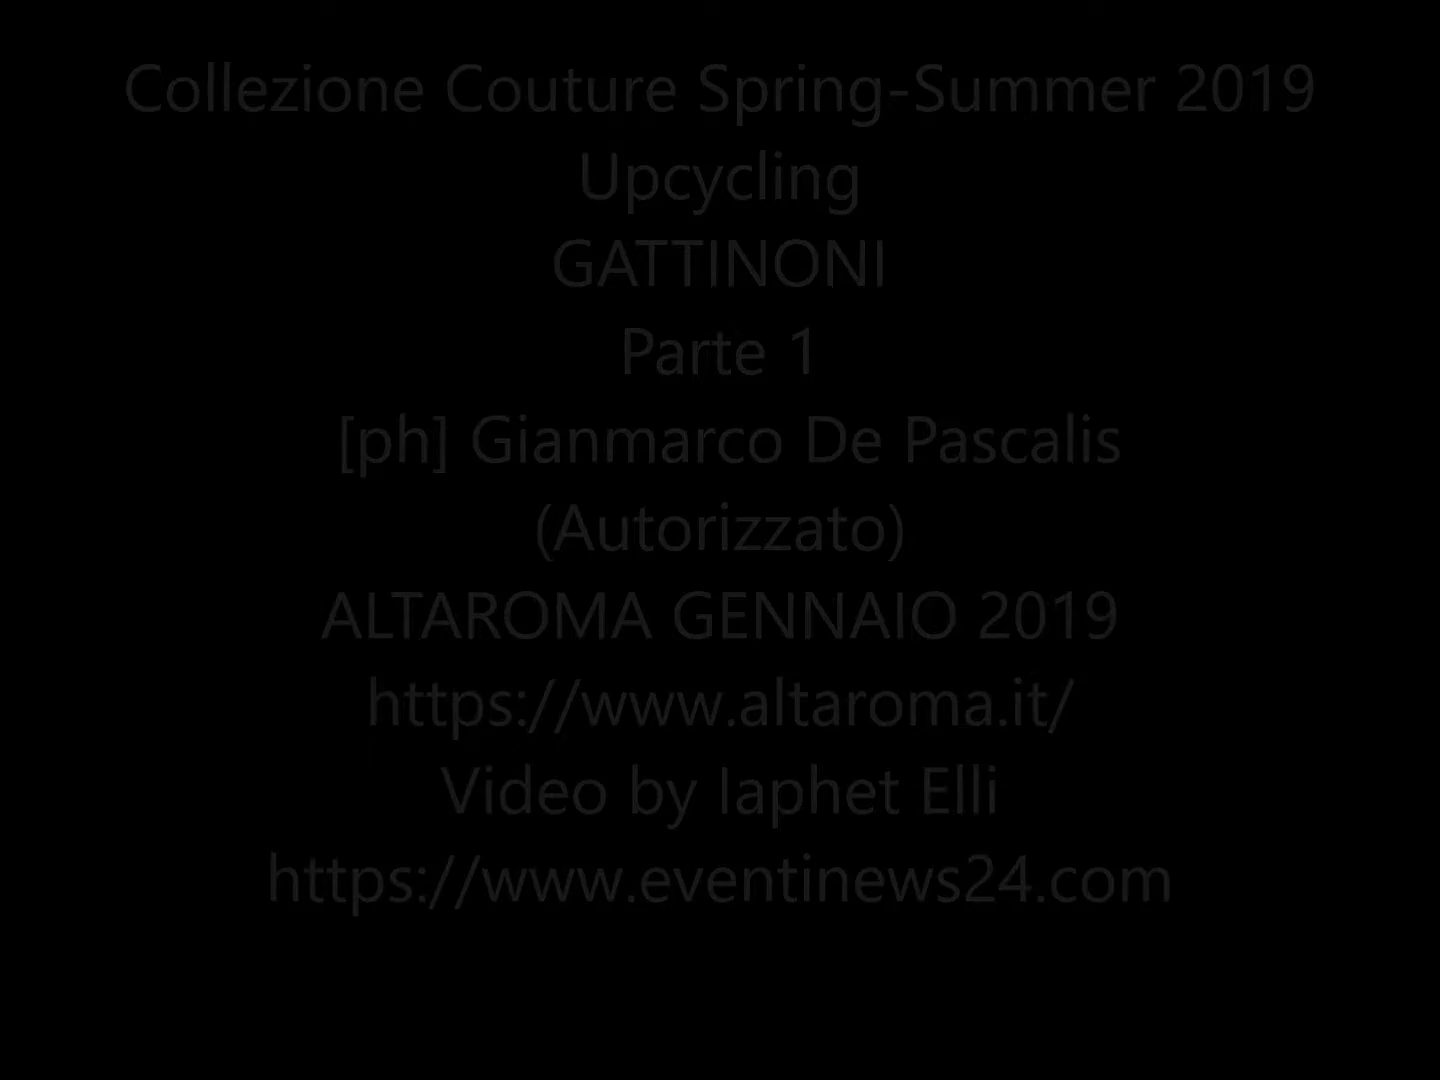 Collezione Couture Spring-Summer 2019
Upcycling
GATTINONI
Parte 1
[ph] Gianmarco De Pascalis
(Autorizzato)
ALTAROMA GENNAIO 2019
https://www.altaroma.it/
Video by Iaphet Elli
https://www.eventinews24.com